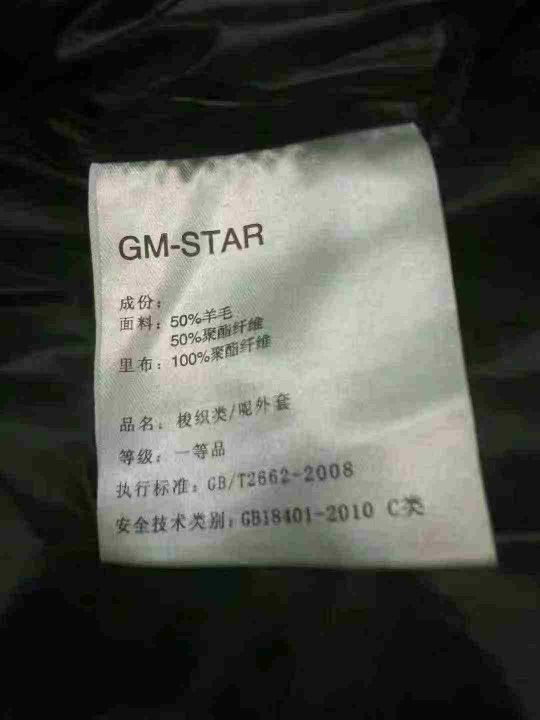 GM-STAR
成份：
面料：50%羊毛
50%聚酯纤维
里布：100%聚酯纤维
品名：梭织类/呢外套
等级：一等品
执行标准：GB/T2662-2008
安全技术类别：GB18401-2010 C类